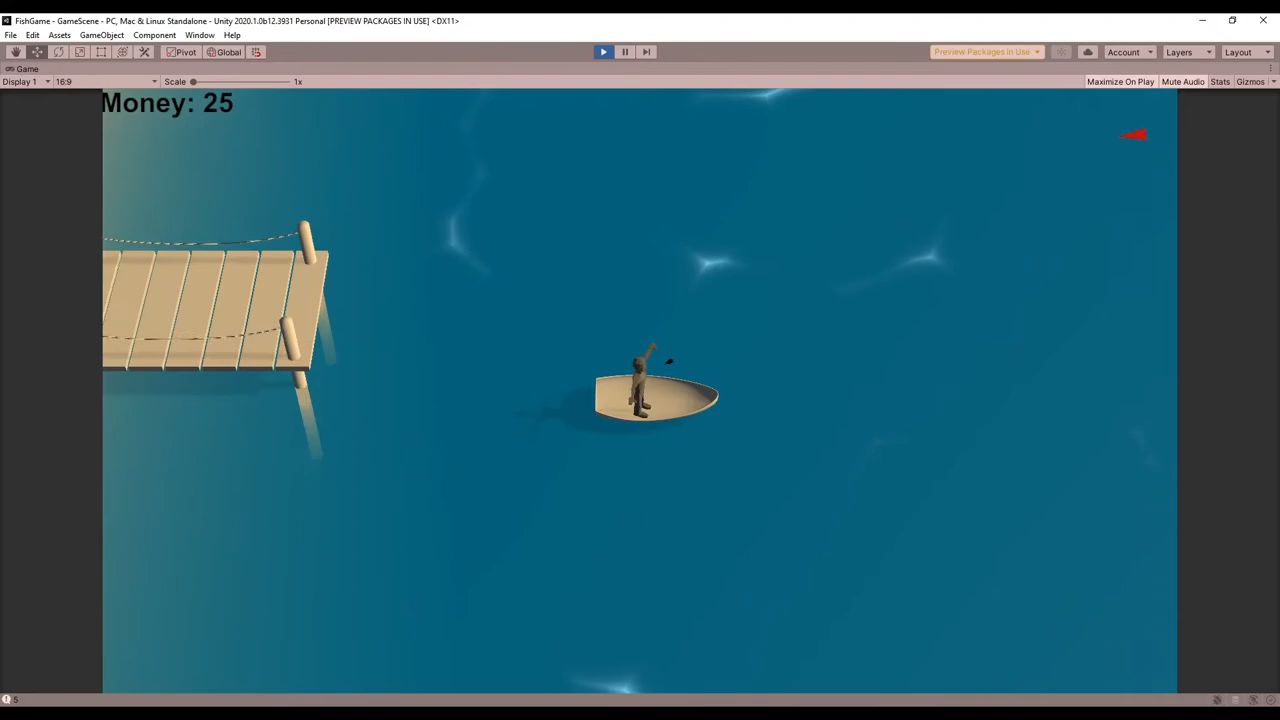 FishGame - GameScene - PC, Mac & Linux Standalone - Unity 2020.1.0b12.3931 Personal [PREVIEW PACKAGES IN USE] <DX11>
File Edit Assets GameObject Component Window Help
Pivot Global Preview Packages in Use Account Layers Layout
Game
Display 1 16:9 Scale 1x Maximize On Play Mute Audio Stats Gizmos
Money: 25
5